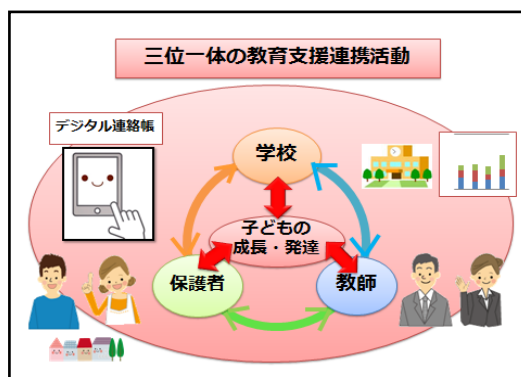 三位一体の教育支援連携活動
デジタル連絡帳
学校
子どもの
成長・発達
保護者
教師